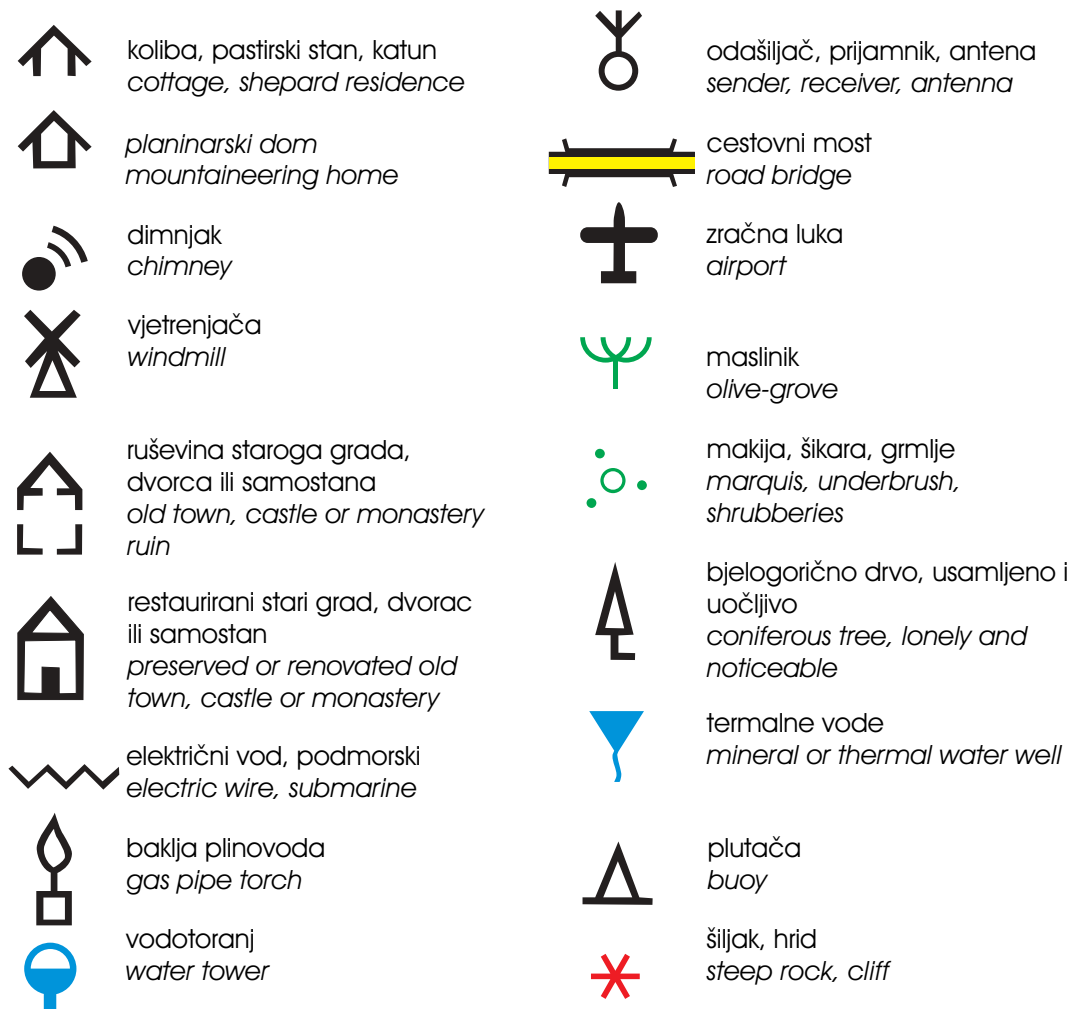 koliba, pastirski stan, katun
cottage, shepard residence
planinarski dom
mountaineering home
dimnjak
chimney
vjetrenjača
windmill
ruševina staroga grada,
dvorca ili samostana
old town, castle or monastery
ruin
restaurirani stari grad, dvorac
ili samostan
preserved or renovated old
town, castle or monastery
električni vod, podmorski
electric wire, submarine
baklja plinovoda
gas pipe torch
vodotoranj
water tower
odašiljač, prijamnik, antena
sender, receiver, antenna
cestovni most
road bridge
zračna luka
airport
maslinik
olive-grove
makija, šikara, grmlje
marquis, underbrush,
shrubberies
bjelogorično drvo, usamljeno i
uočljivo
coniferous tree, lonely and
noticeable
termalne vode
mineral or thermal water well
plutača
buoy
šiljak, hrid
steep rock, cliff